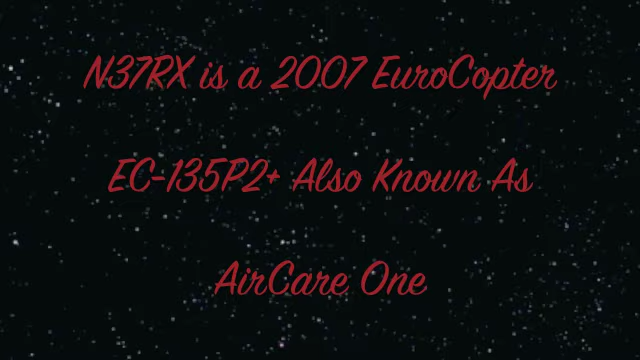 N37RX is a 2007 EuroCopter
EC-135P2+ Also Known As
AirCare One